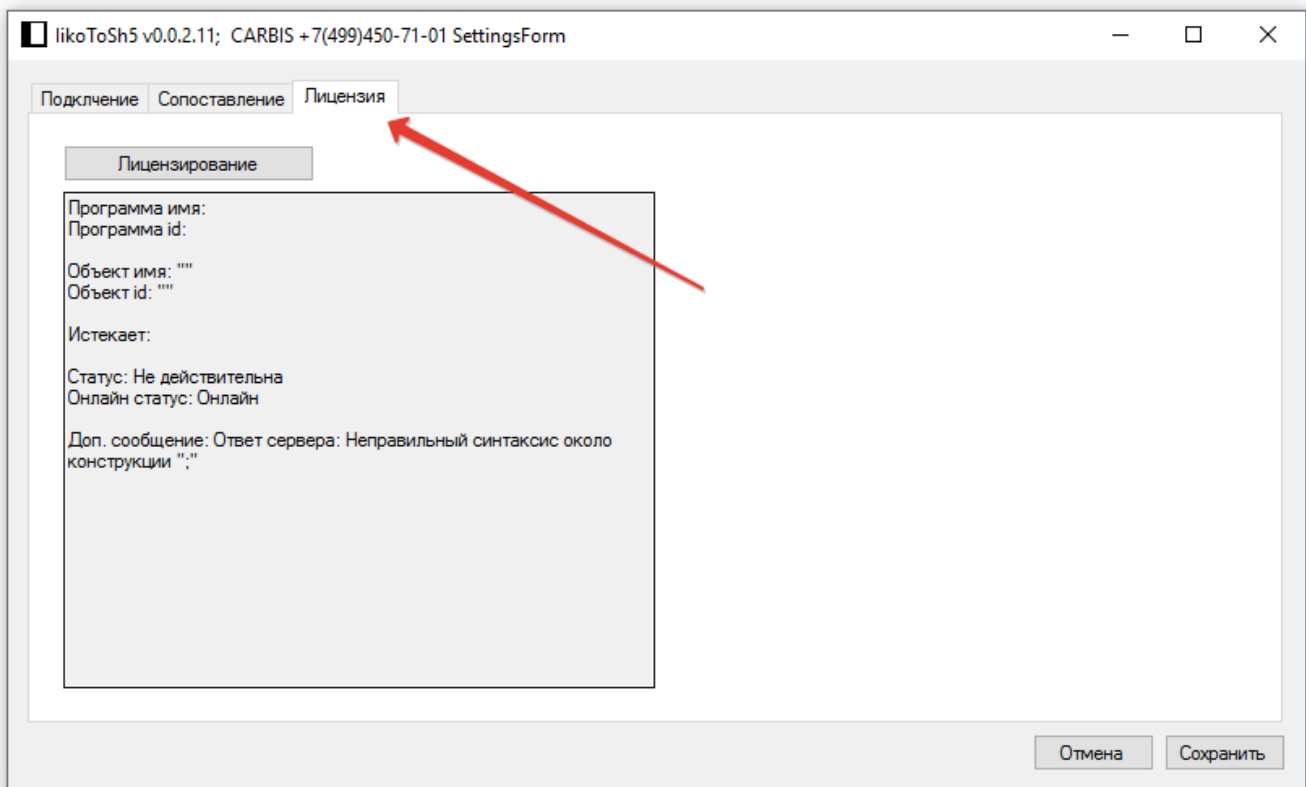 IikoToSh5 v0.0.2.11; CARBIS +7(499)450-71-01 SettingsForm
Подклчение Сопоставление Лицензия
Лицензирование
Программа имя:
Программа id:
Объект имя: ""
Объект id: ""
Истекает:
Статус: Не действительна
Онлайн статус: Онлайн
Доп. сообщение: Ответ сервера: Неправильный синтаксис около
конструкции ";"
Отмена Сохранить